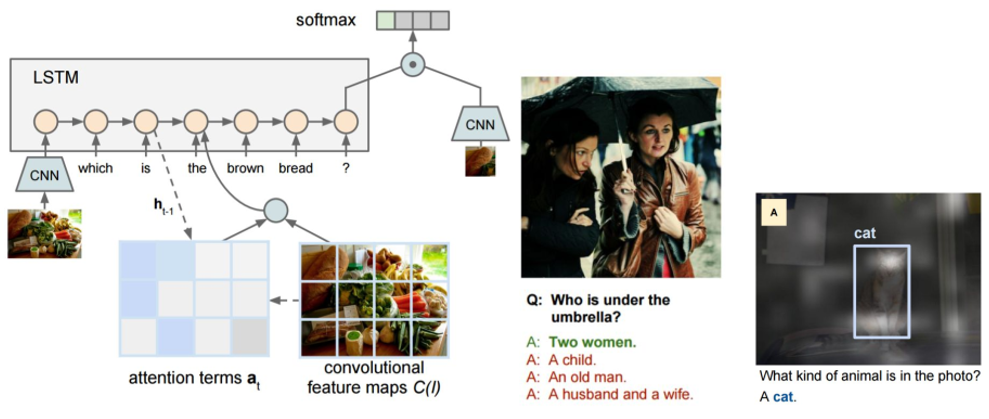 softmax
LSTM
CNN
which is the brown bread ?
CNN
h t-1
attention terms a t
convolutional
feature maps C(I)
Q: Who is under the
umbrella?
A: Two women.
A: A child.
A: An old man.
A: A husband and a wife.
A
cat
What kind of animal is in the photo?
A cat.